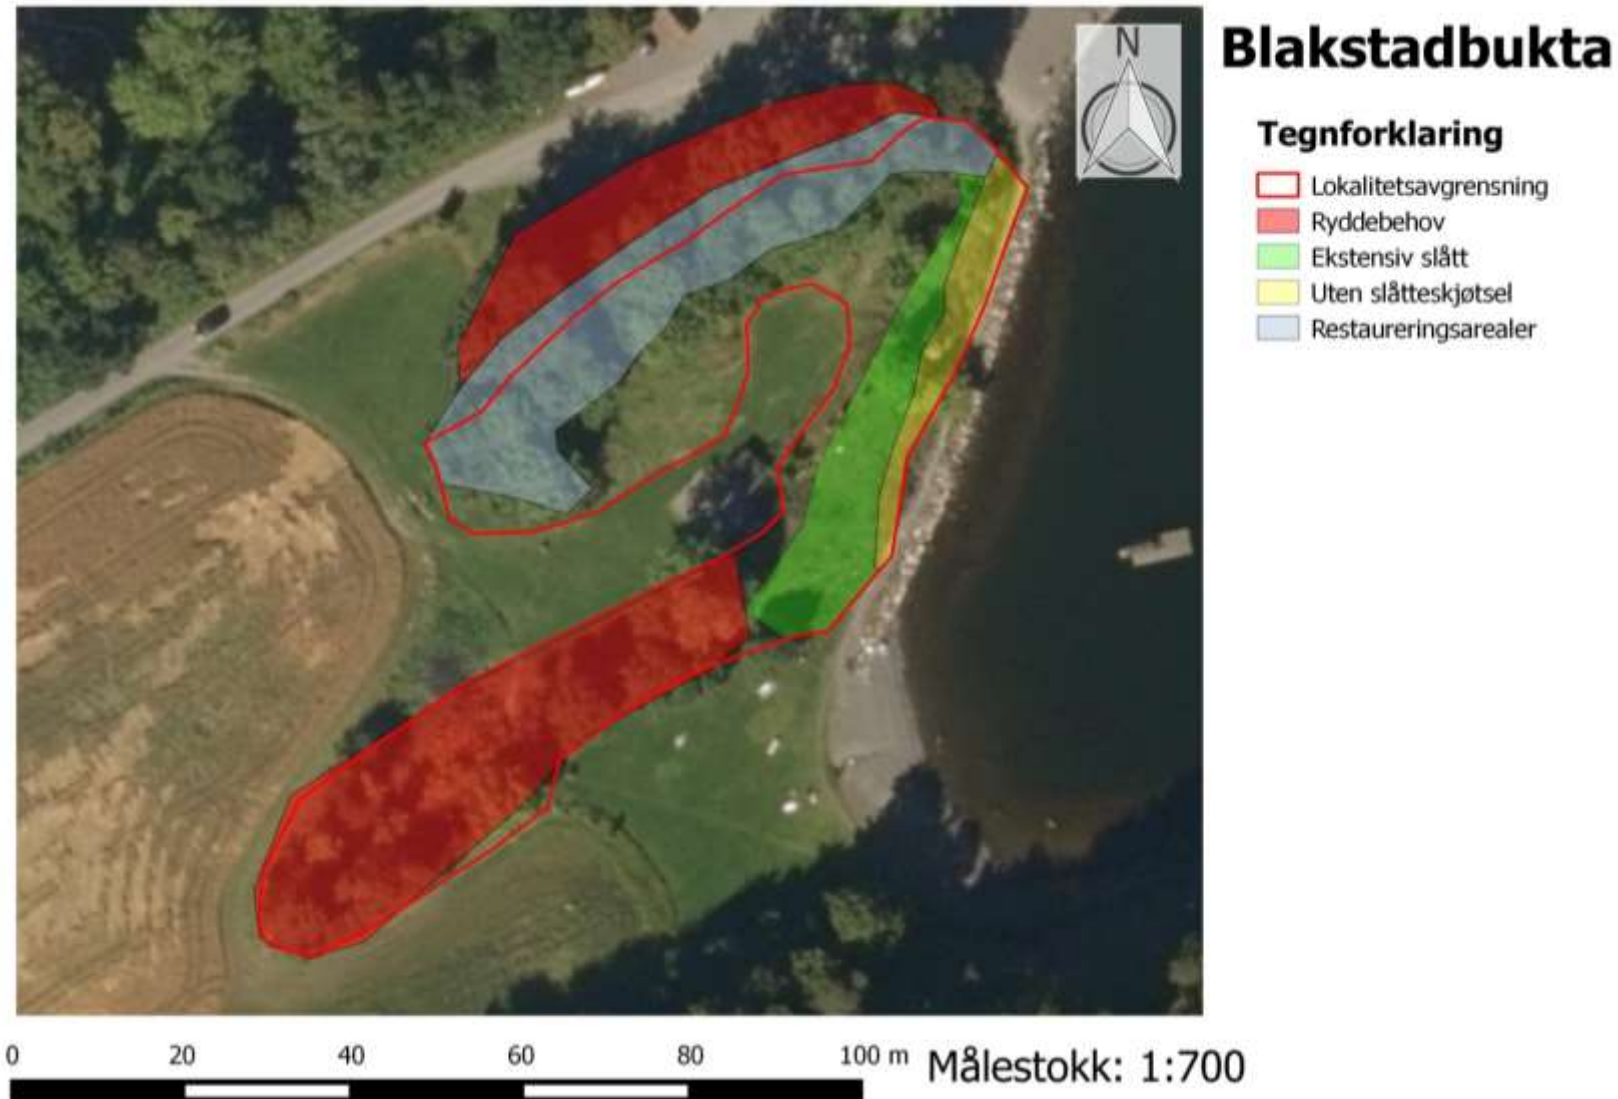 N
Blakstadbukta
Tegnforklaring
Lokalitetsavgrensning
Ryddebehov
Ekstensiv slått
Uten slåtteskjøtsel
Restaureringsarealer
0 20 40 60 80 100 m Målestokk: 1:700